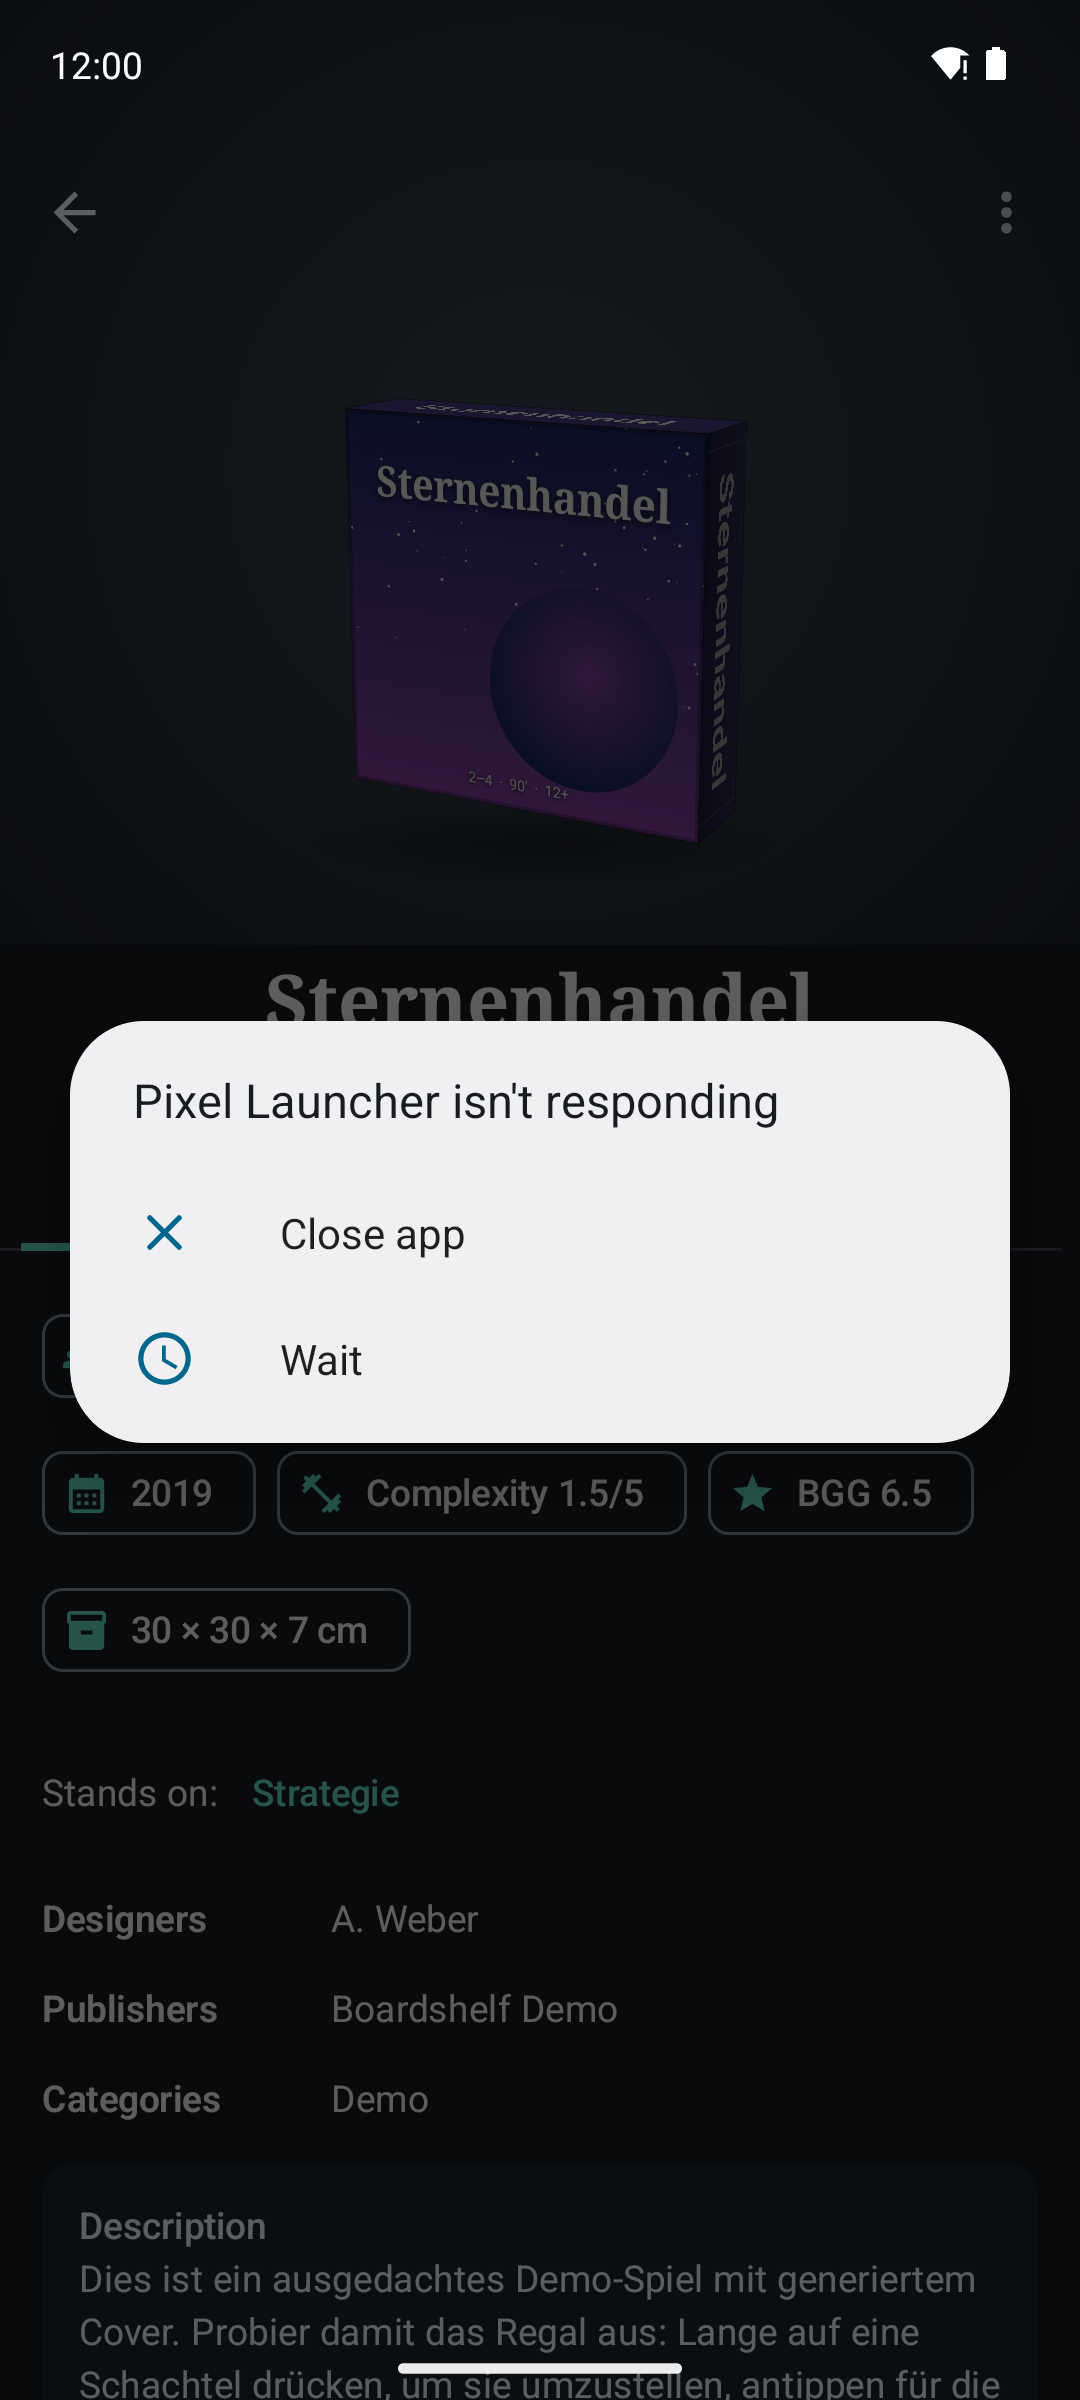 12:00
Sternenhandel
Sternenhandel
Sternenhandel
2–4 · 90' · 12+
Sternenhandel
Pixel Launcher isn't responding
Close app
Wait
2019
Complexity 1.5/5
BGG 6.5
30 × 30 × 7 cm
Stands on: Strategie
Designers A. Weber
Publishers Boardshelf Demo
Categories Demo
Description
Dies ist ein ausgedachtes Demo-Spiel mit generiertem
Cover. Probier damit das Regal aus: Lange auf eine
Schachtel drücken, um sie umzustellen, antippen für die